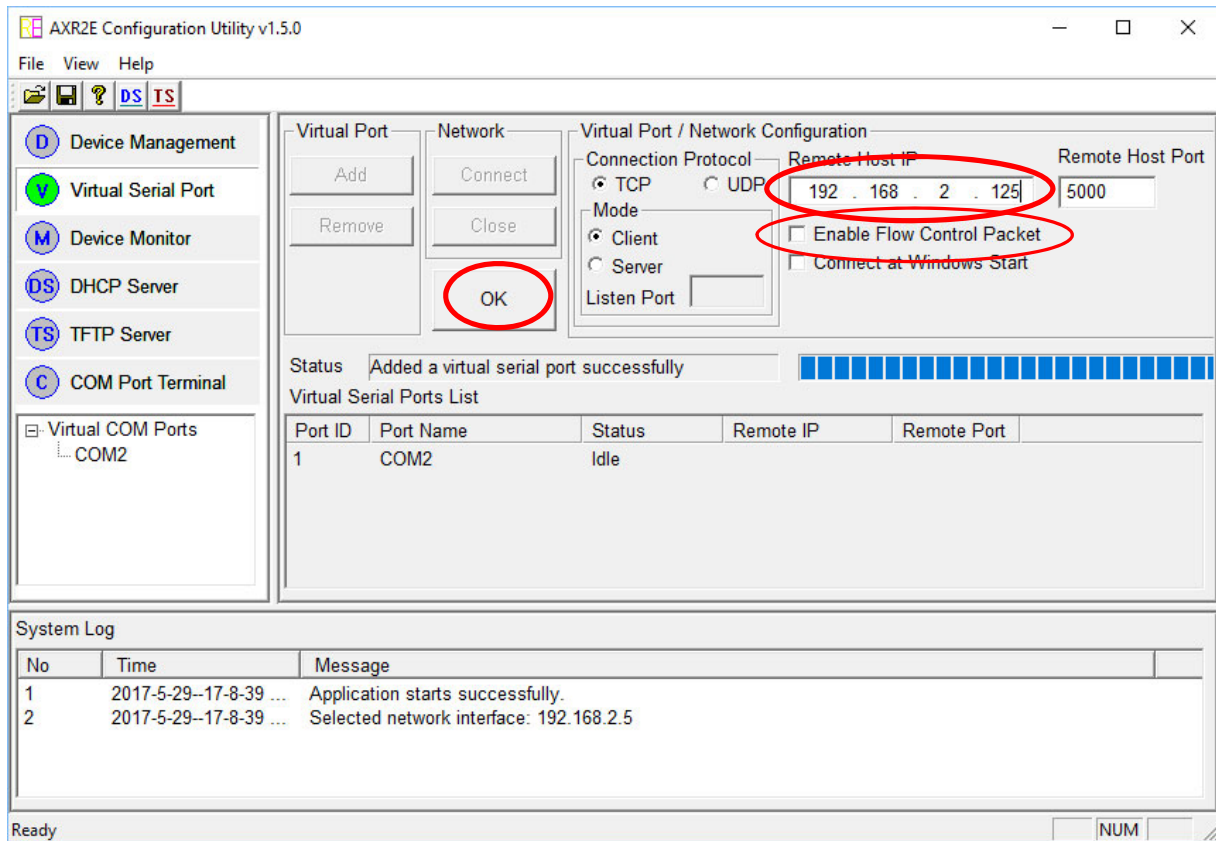 AXR2E Configuration Utility v1.5.0
File View Help
DS TS
D Device Management
V Virtual Serial Port
M Device Monitor
DS DHCP Server
TS TFTP Server
C COM Port Terminal
Virtual COM Ports
COM2
Virtual Port
Add
Remove
Network
Connect
Close
OK
Virtual Port / Network Configuration
Connection Protocol
TCP UDP
Mode
Client
Server
Listen Port
Remote Host IP
192 . 168 . 2 . 125
Enable Flow Control Packet
Connect at Windows Start
Remote Host Port
5000
Status Added a virtual serial port successfully
Virtual Serial Ports List
Port ID Port Name Status Remote IP Remote Port
1 COM2 Idle
System Log
No Time Message
1 2017-5-29--17-8-39 ... Application starts successfully.
2 2017-5-29--17-8-39 ... Selected network interface: 192.168.2.5
Ready NUM